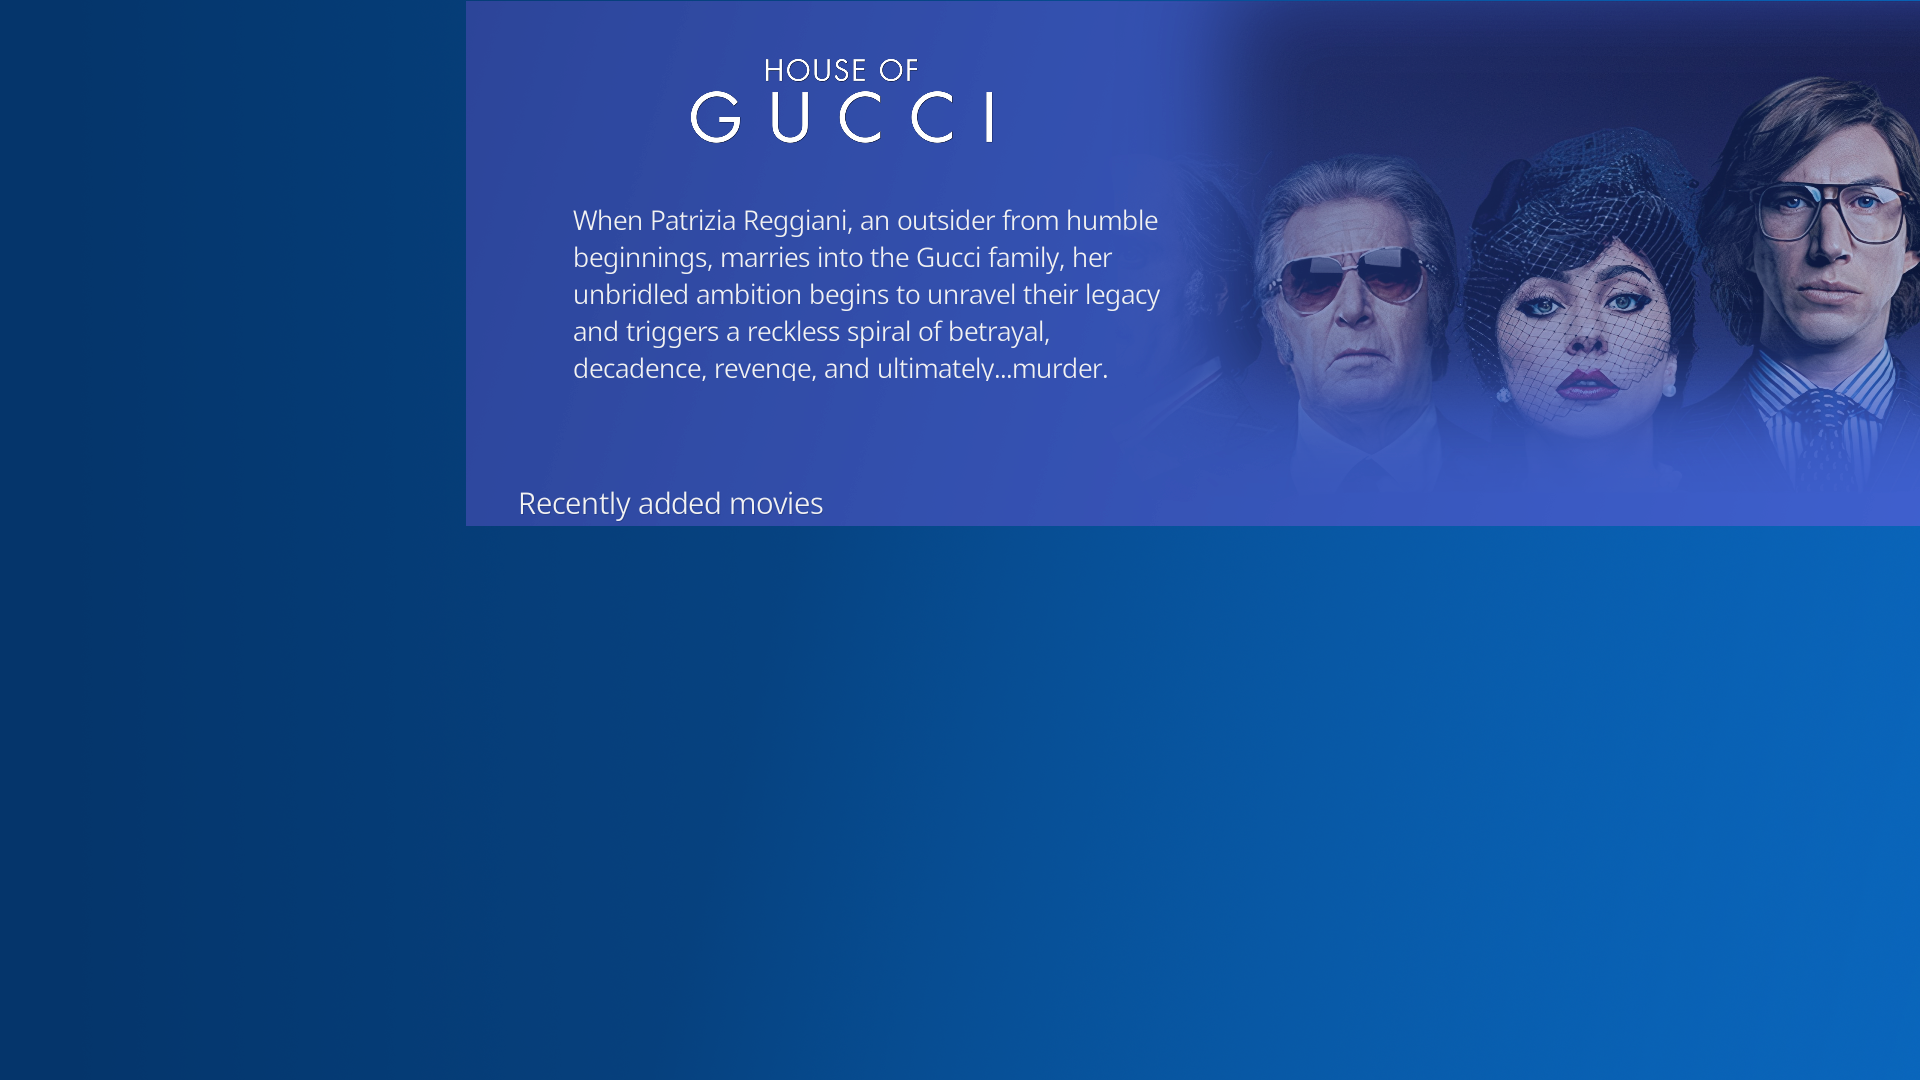 HOUSE OF
GUCCI
When Patrizia Reggiani, an outsider from humble
beginnings, marries into the Gucci family, her
unbridled ambition begins to unravel their legacy
and triggers a reckless spiral of betrayal,
decadence, revenge, and ultimately...murder.
Recently added movies